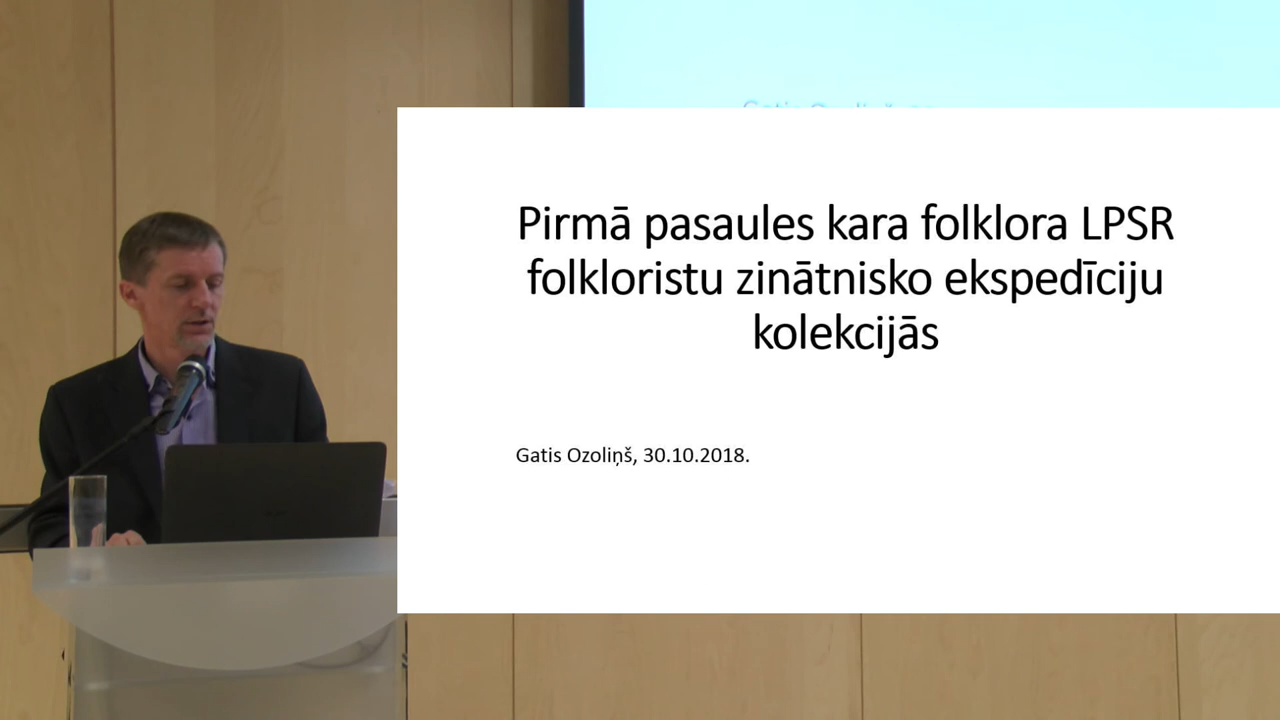 Pirmā pasaules kara folklora LPSR
folkloristu zinātnisko ekspedīciju
kolekcijās
Gatis Ozoliņš, 30.10.2018.